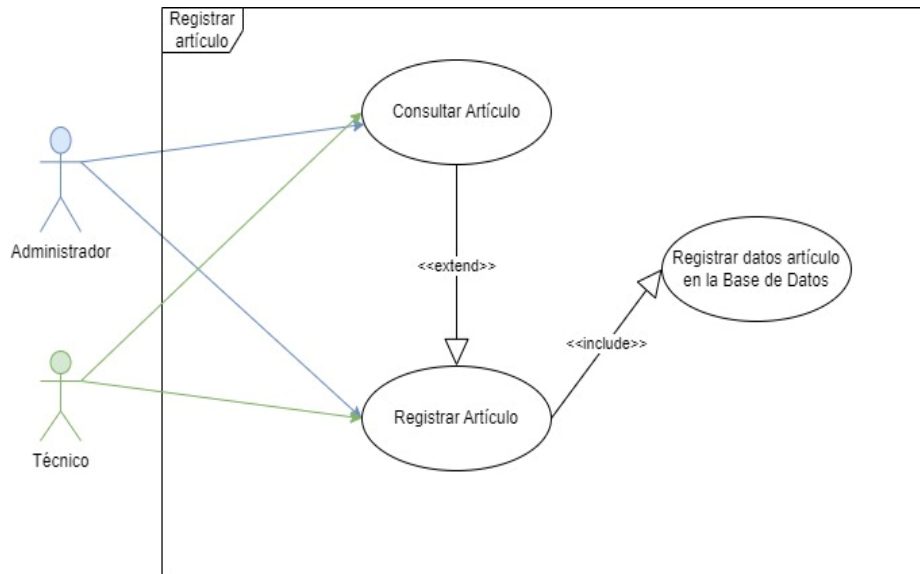 Registrar
artículo
Consultar Artículo
Administrador
<<extend>>
Registrar datos artículo
en la Base de Datos
<<include>>
Registrar Artículo
Técnico